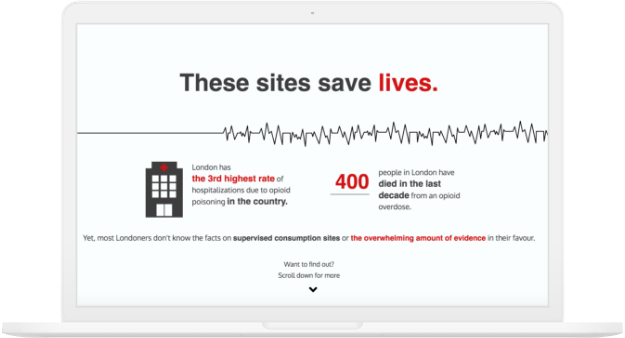 These sites save lives.
London has
the 3rd highest rate of
hospitalizations due to opioid
poisoning in the country.
400
people in London have
died in the last
decade from an opioid
overdose.
Yet, most Londoners don't know the facts on supervised consumption sites or the overwhelming amount of evidence in their favour.
Want to find out?
Scroll down for more